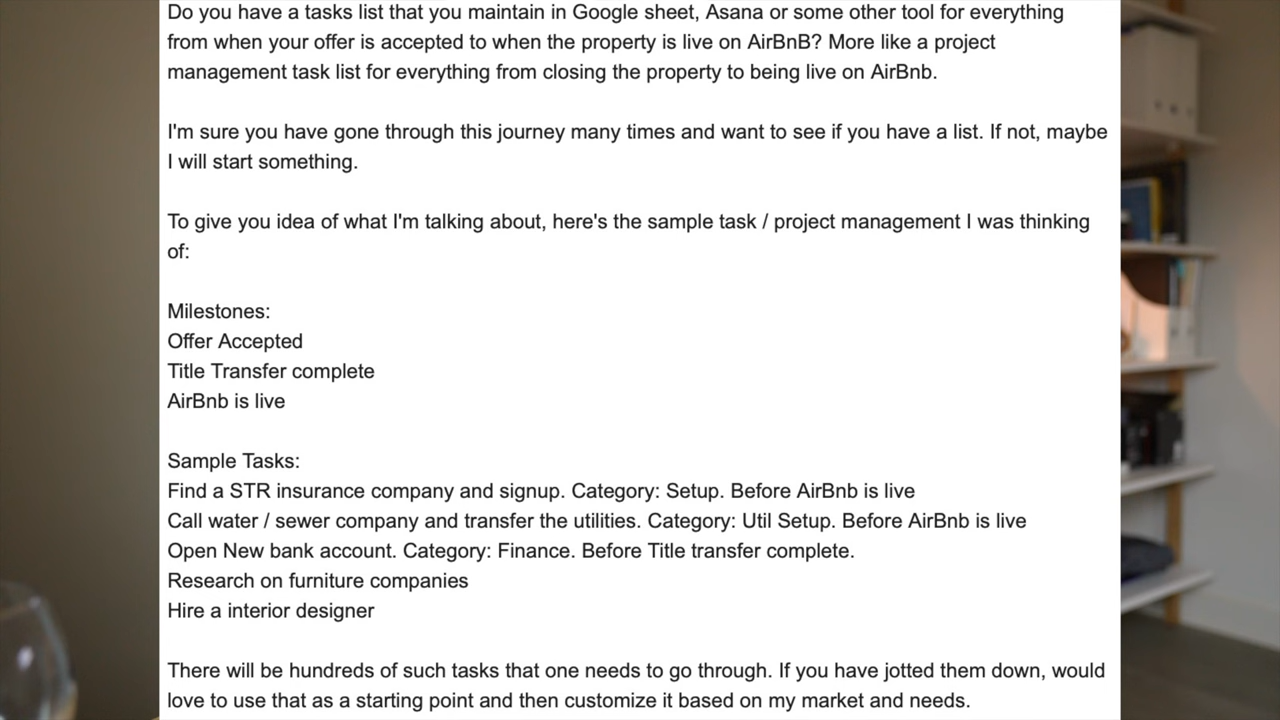 Do you have a tasks list that you maintain in Google sheet, Asana or some other tool for everything
from when your offer is accepted to when the property is live on AirBnB? More like a project
management task list for everything from closing the property to being live on AirBnb.
I'm sure you have gone through this journey many times and want to see if you have a list. If not, maybe
I will start something.
To give you idea of what I'm talking about, here's the sample task / project management I was thinking
of:
Milestones:
Offer Accepted
Title Transfer complete
AirBnb is live
Sample Tasks:
Find a STR insurance company and signup. Category: Setup. Before AirBnb is live
Call water / sewer company and transfer the utilities. Category: Util Setup. Before AirBnb is live
Open New bank account. Category: Finance. Before Title transfer complete.
Research on furniture companies
Hire a interior designer
There will be hundreds of such tasks that one needs to go through. If you have jotted them down, would
love to use that as a starting point and then customize it based on my market and needs.